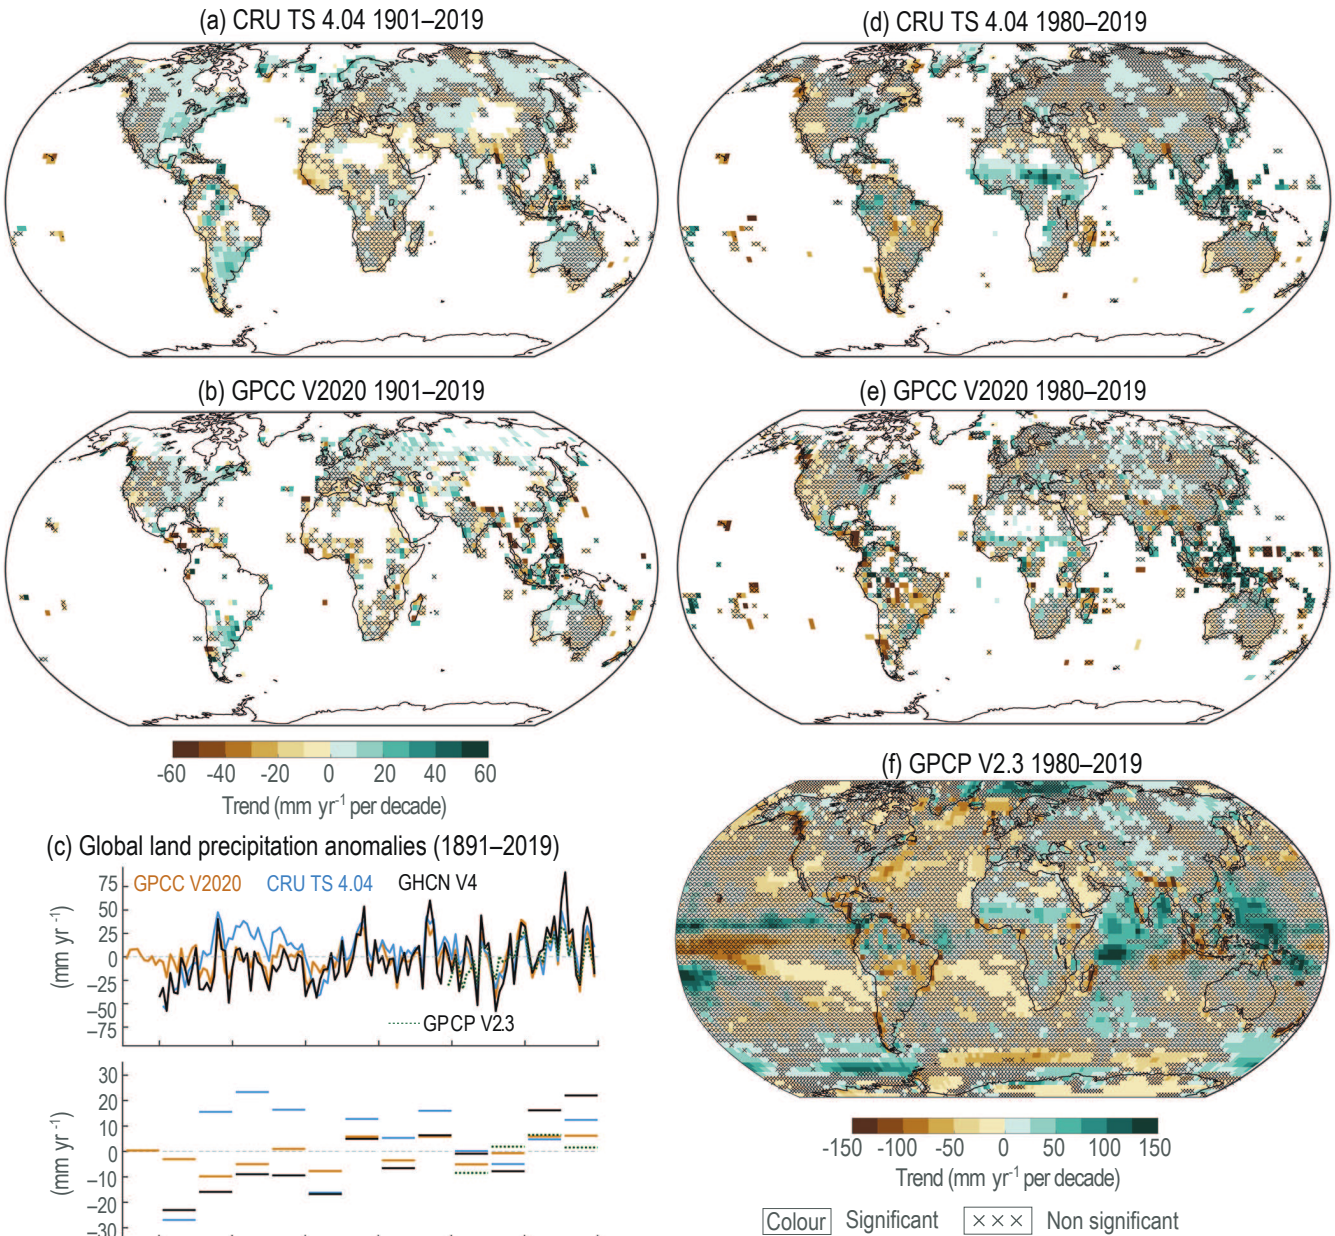 (a) CRU TS 4.04 1901–2019
(d) CRU TS 4.04 1980–2019
(b) GPCC V2020 1901–2019
(e) GPCC V2020 1980–2019
-60 -40 -20 0 20 40 60
Trend (mm yr⁻¹ per decade)
(f) GPCP V2.3 1980–2019
(c) Global land precipitation anomalies (1891–2019)
75
50
25
0
−25
−50
−75
(mm yr ⁻¹)
GPCC V2020 CRU TS 4.04 GHCN V4
GPCP V2.3
30
20
10
0
−10
−20
−30
(mm yr ⁻¹)
-150 -100 -50 0 50 100 150
Trend (mm yr⁻¹ per decade)
Colour Significant ××× Non significant